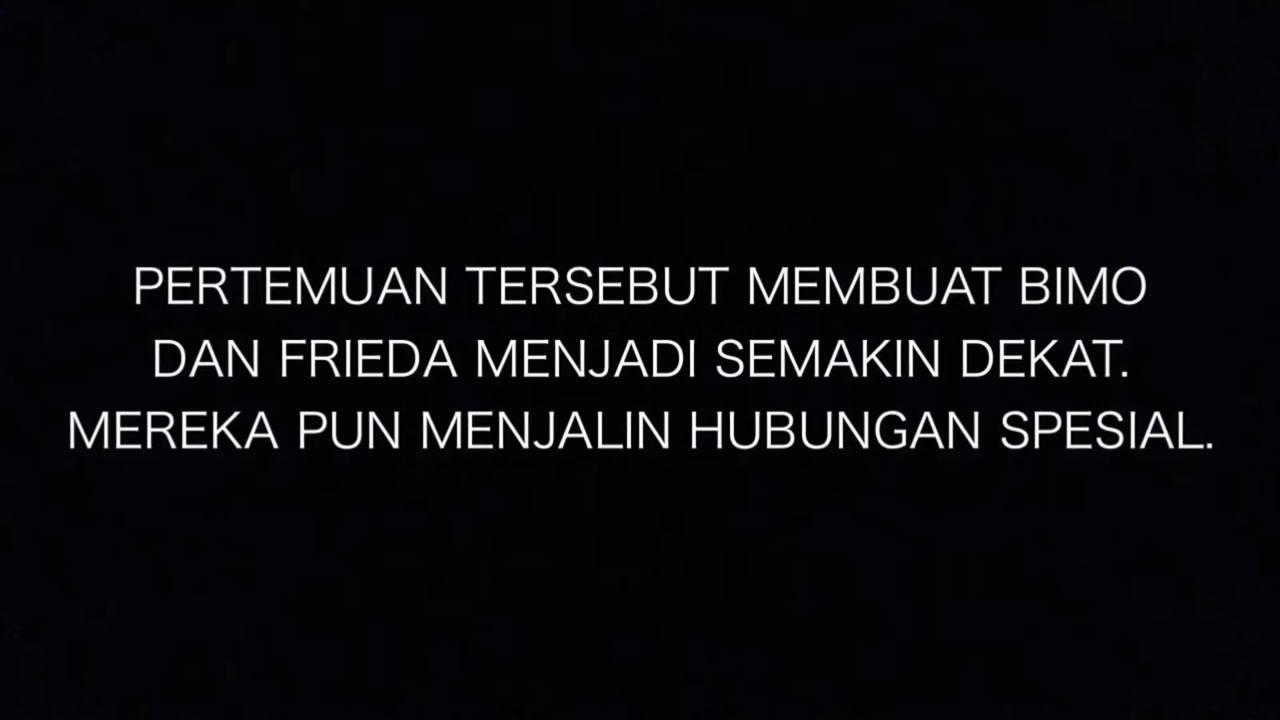 PERTEMUAN TERSEBUT MEMBUAT BIMO
DAN FRIEDA MENJADI SEMAKIN DEKAT.
MEREKA PUN MENJALIN HUBUNGAN SPESIAL.